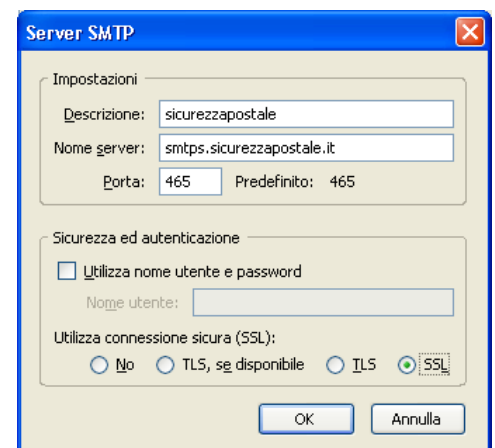 Server SMTP
Impostazioni
Descrizione: sicurezzapostale
Nome server: smtps.sicurezzapostale.it
Porta: 465 Predefinito: 465
Sicurezza ed autenticazione
Utilizza nome utente e password
Nome utente:
Utilizza connessione sicura (SSL):
No TLS, se disponibile TLS SSL
OK Annulla